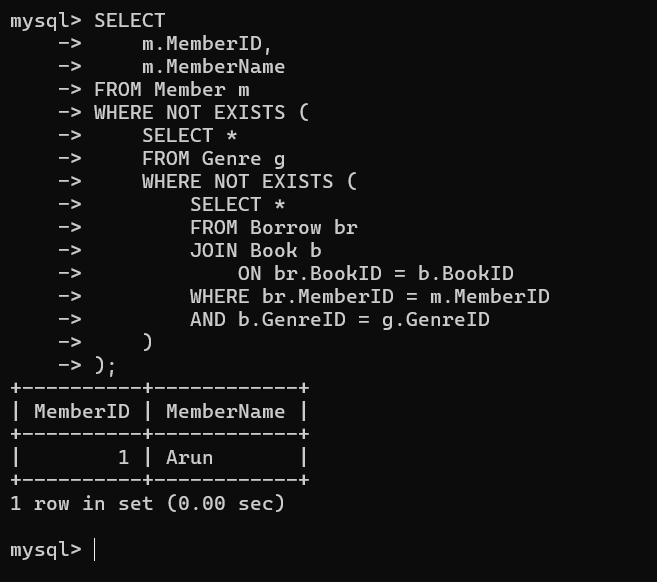 mysql> SELECT
    ->     m.MemberID,
    ->     m.MemberName
    -> FROM Member m
    -> WHERE NOT EXISTS (
    ->     SELECT *
    ->     FROM Genre g
    ->     WHERE NOT EXISTS (
    ->         SELECT *
    ->         FROM Borrow br
    ->         JOIN Book b
    ->             ON br.BookID = b.BookID
    ->         WHERE br.MemberID = m.MemberID
    ->         AND b.GenreID = g.GenreID
    ->     )
    -> );
+----------+------------+
| MemberID | MemberName |
+----------+------------+
|        1 | Arun       |
+----------+------------+
1 row in set (0.00 sec)

mysql>